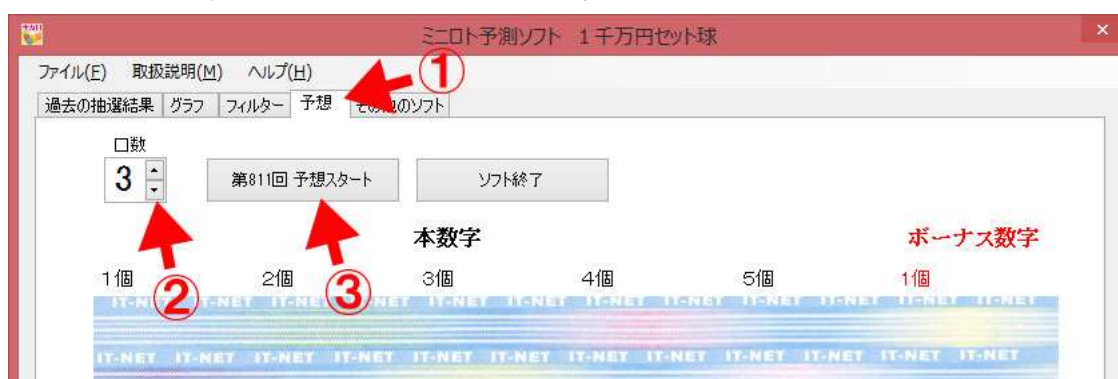 ミニロト予測ソフト 1千万円セット球
×
ファイル(F) 取扱説明(M) ヘルプ(H)
①
過去の抽選結果 グラフ フィルター 予想 その他のソフト
口数
3 第811回 予想スタート ソフト終了
本数字 ボーナス数字
1個 2個 3個 4個 5個 1個
② ③
IT-NET IT-NET IT-NET IT-NET IT-NET IT-NET IT-NET IT-NET IT-NET IT-NET IT-NET IT-NET
IT-NET IT-NET IT-NET IT-NET IT-NET IT-NET IT-NET IT-NET IT-NET IT-NET IT-NET IT-NET